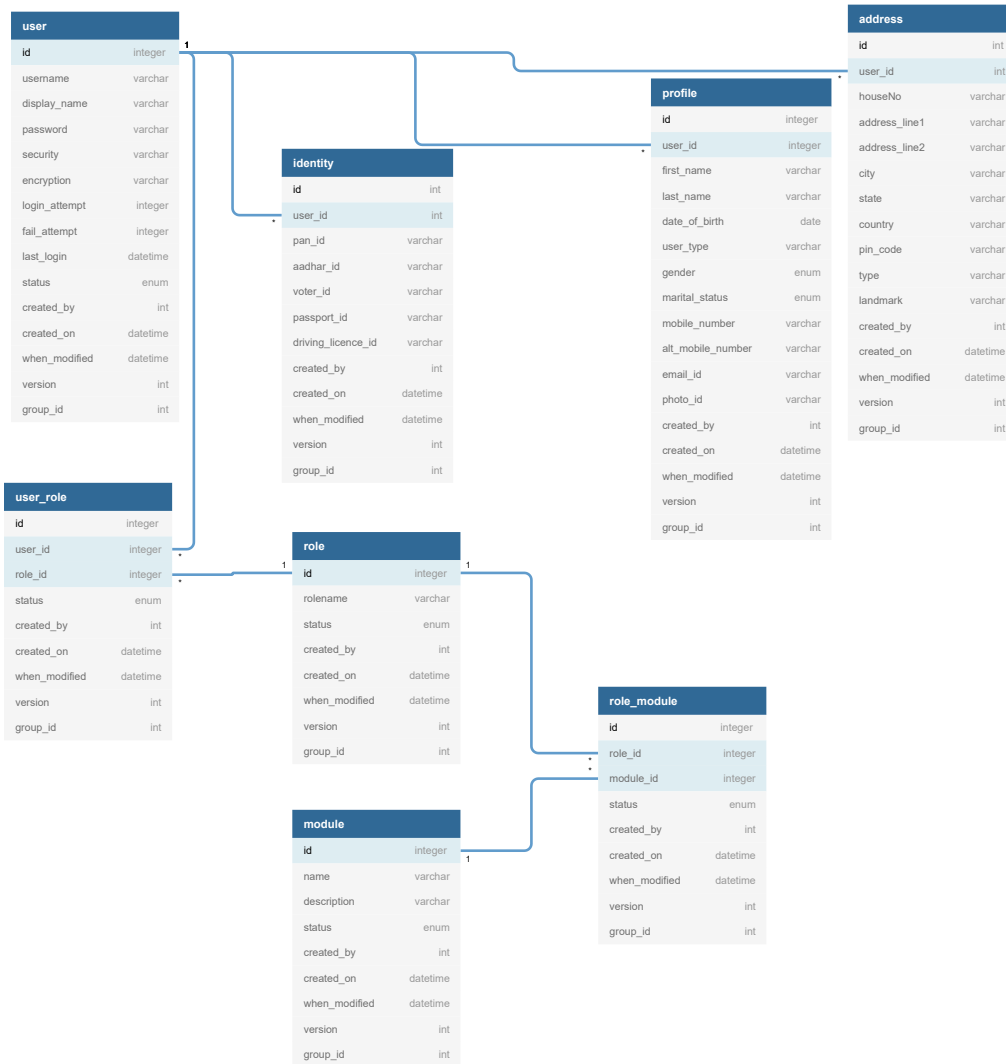 user
id integer
username varchar
display_name varchar
password varchar
security varchar
encryption varchar
login_attempt integer
fail_attempt integer
last_login datetime
status enum
created_by int
created_on datetime
when_modified datetime
version int
group_id int
1
*
*
*
*
address
id int
user_id int
houseNo varchar
address_line1 varchar
address_line2 varchar
city varchar
state varchar
country varchar
pin_code varchar
type varchar
landmark varchar
created_by int
created_on datetime
when_modified datetime
version int
group_id int
profile
id integer
user_id integer
first_name varchar
last_name varchar
date_of_birth date
user_type varchar
gender enum
marital_status enum
mobile_number varchar
alt_mobile_number varchar
email_id varchar
photo_id varchar
created_by int
created_on datetime
when_modified datetime
version int
group_id int
identity
id int
user_id int
pan_id varchar
aadhar_id varchar
voter_id varchar
passport_id varchar
driving_licence_id varchar
created_by int
created_on datetime
when_modified datetime
version int
group_id int
user_role
id integer
user_id integer
role_id integer
status enum
created_by int
created_on datetime
when_modified datetime
version int
group_id int
*
1
role
id integer
rolename varchar
status enum
created_by int
created_on datetime
when_modified datetime
version int
group_id int
1
*
*
role_module
id integer
role_id integer
module_id integer
status enum
created_by int
created_on datetime
when_modified datetime
version int
group_id int
module
id integer
name varchar
description varchar
status enum
created_by int
created_on datetime
when_modified datetime
version int
group_id int
1